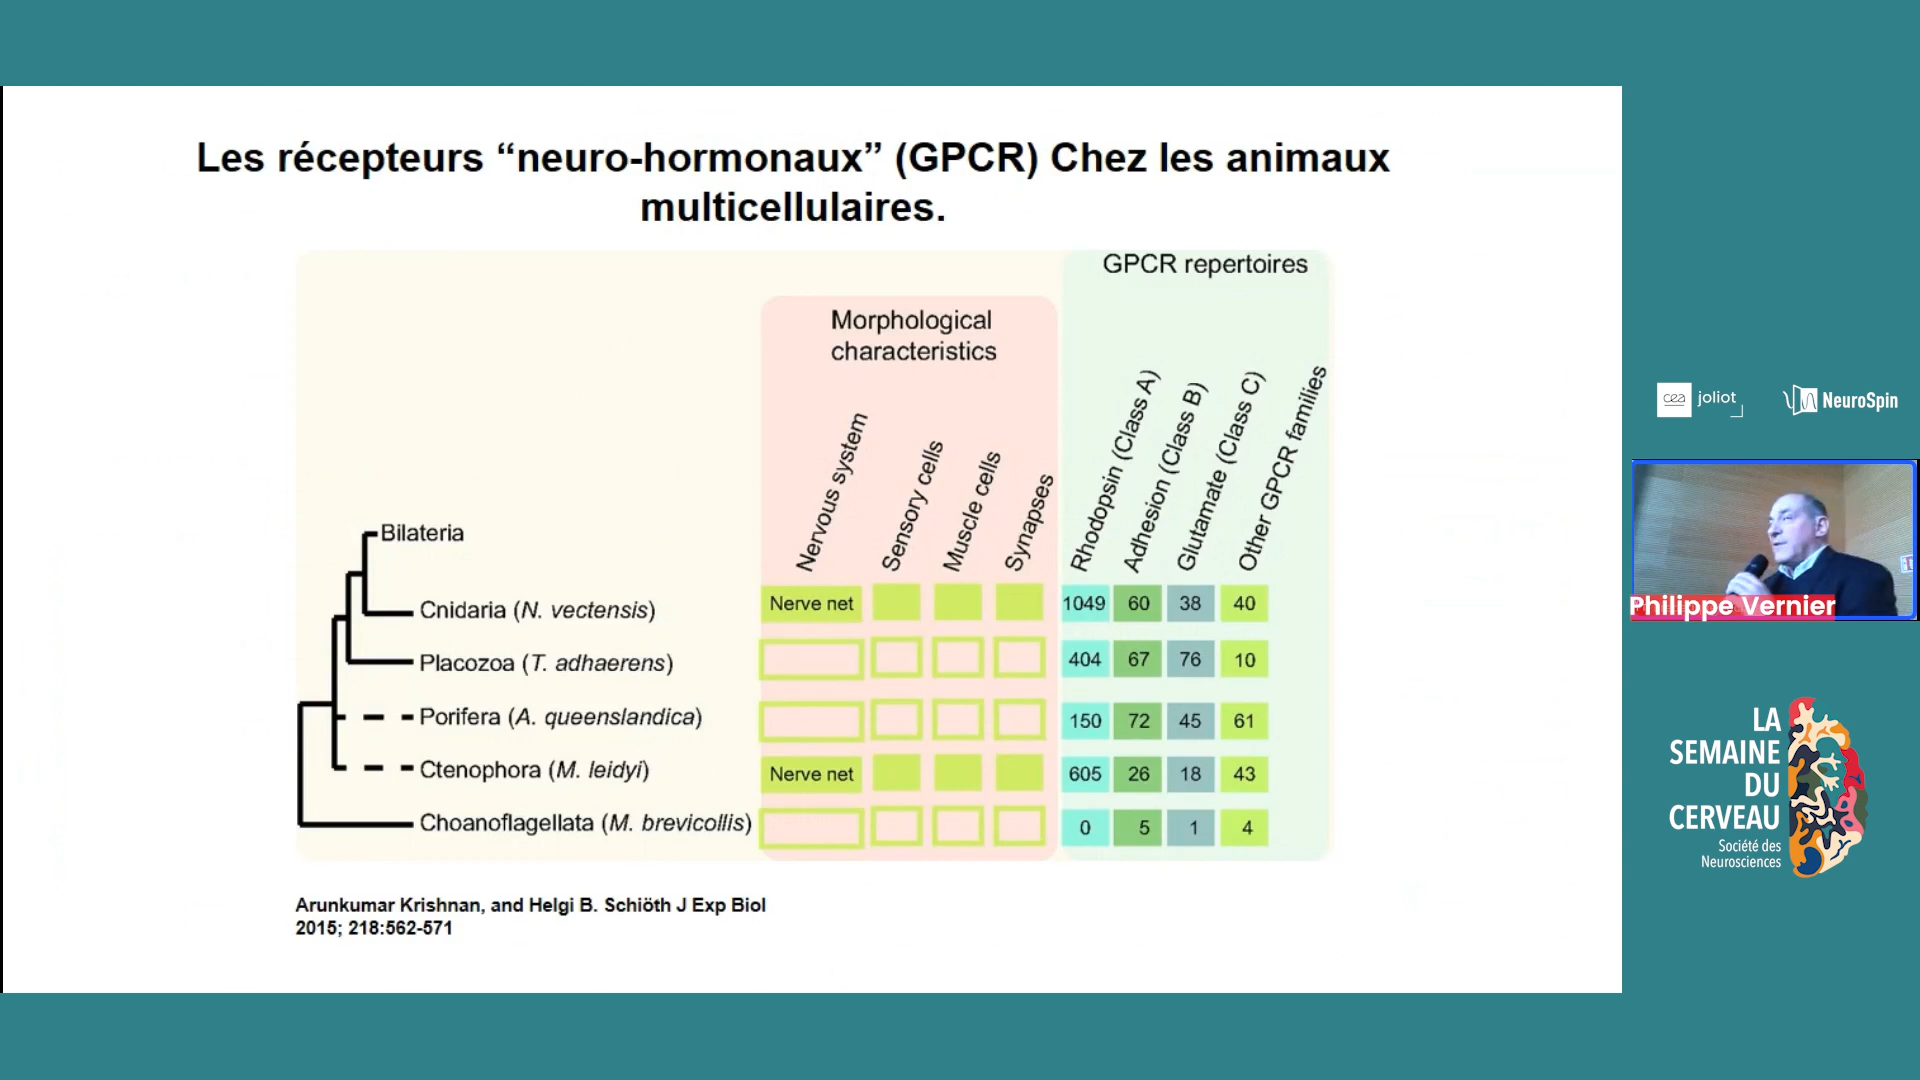 Les récepteurs “neuro-hormonaux” (GPCR) Chez les animaux
multicellulaires.
GPCR repertoires
Morphological
characteristics
Nervous system
Sensory cells
Muscle cells
Synapses
Rhodopsin (Class A)
Adhesion (Class B)
Glutamate (Class C)
Other GPCR families
Bilateria
Cnidaria (N. vectensis) Nerve net 1049 60 38 40
Placozoa (T. adhaerens) 404 67 76 10
Porifera (A. queenslandica) 150 72 45 61
Ctenophora (M. leidyi) Nerve net 605 26 18 43
Choanoflagellata (M. brevicollis) 0 5 1 4
Arunkumar Krishnan, and Helgi B. Schiöth J Exp Biol
2015; 218:562-571
cea joliot
NeuroSpin
Philippe Vernier
LA
SEMAINE
DU
CERVEAU
Société des
Neurosciences